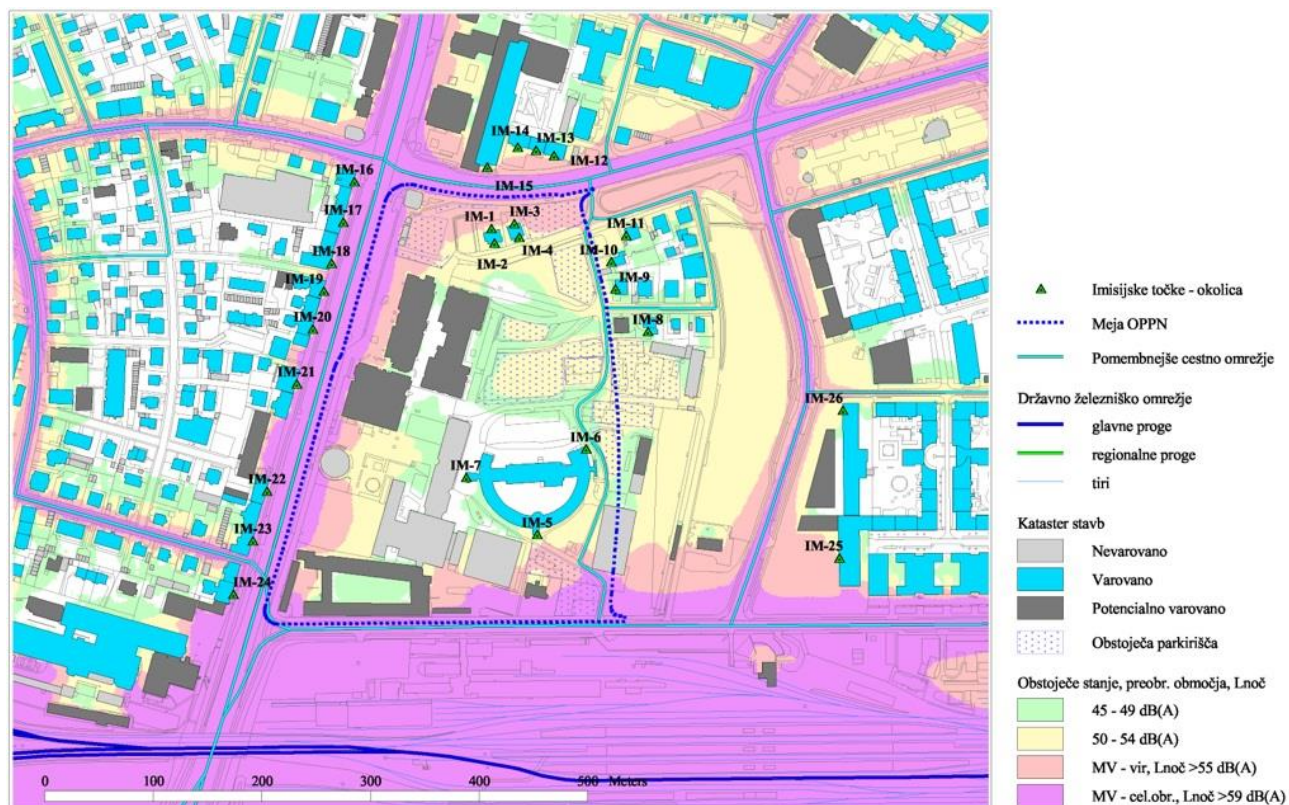 IM-14
IM-13
IM-12
IM-16
IM-15
IM-17
IM-1
IM-3
IM-11
IM-4
IM-18
IM-10
IM-2
IM-19
IM-9
IM-20
IM-8
IM-21
IM-26
IM-6
IM-7
IM-22
IM-5
IM-23
IM-25
IM-24
0 100 200 300 400 500 Meters
Imisijske točke - okolica
Meja OPPN
Pomembnejše cestno omrežje
Državno železniško omrežje
glavne proge
regionalne proge
tiri
Kataster stavb
Nevarovano
Varovano
Potencialno varovano
Obstoječa parkirišča
Obstoječe stanje, preobr. območja, Lnoč
45 - 49 dB(A)
50 - 54 dB(A)
MV - vir, Lnoč >55 dB(A)
MV - cel.obr., Lnoč >59 dB(A)